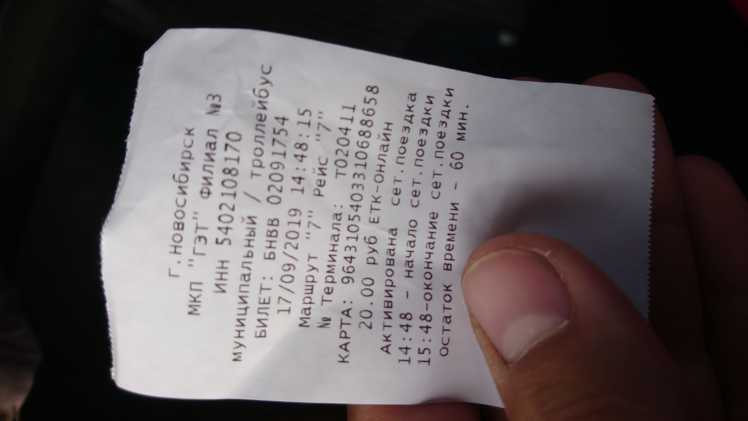 г.Новосибирск
МКП "ГЭТ" Филиал №3
ИНН 5402108170
муниципальный / троллейбус
БИЛЕТ: БНВВ 02091754
17/09/2019 14:48:15
Маршрут "7" Рейс "7"
№ Терминала: Т020411
КАРТА: 9643105403310688658
20.00 руб ЕТК-онлайн
Активирована сет.поездка
14:48 - начало сет.поездки
15:48-окончание сет.поездки
остаток времени - 60 мин.